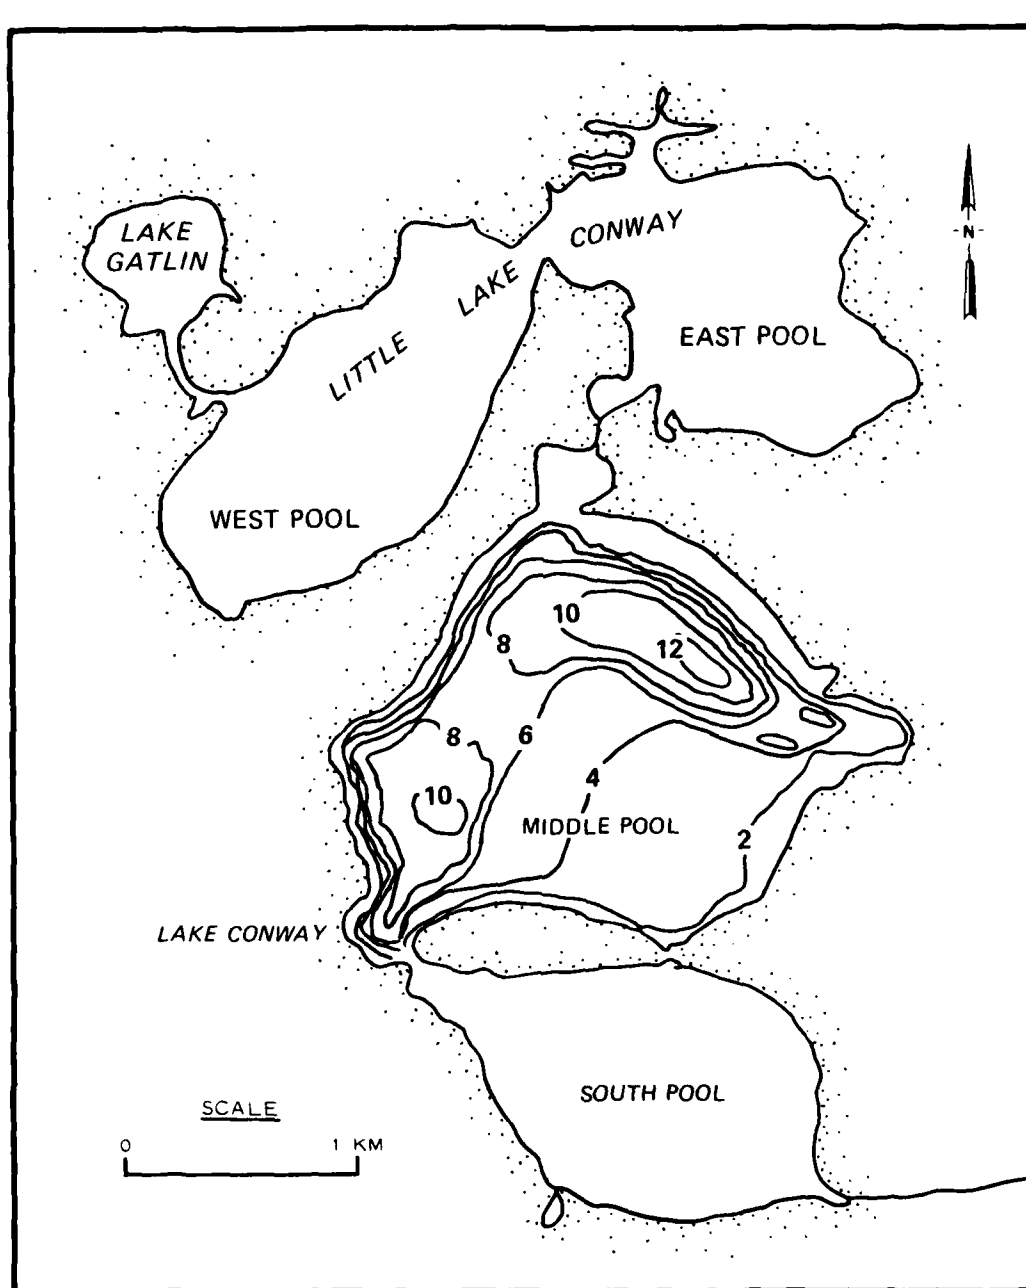 LAKE
GATLIN
LITTLE LAKE CONWAY
N
EAST POOL
WEST POOL
10
8
12
8
6
4
10
MIDDLE POOL
2
LAKE CONWAY
SOUTH POOL
SCALE
0 1 KM